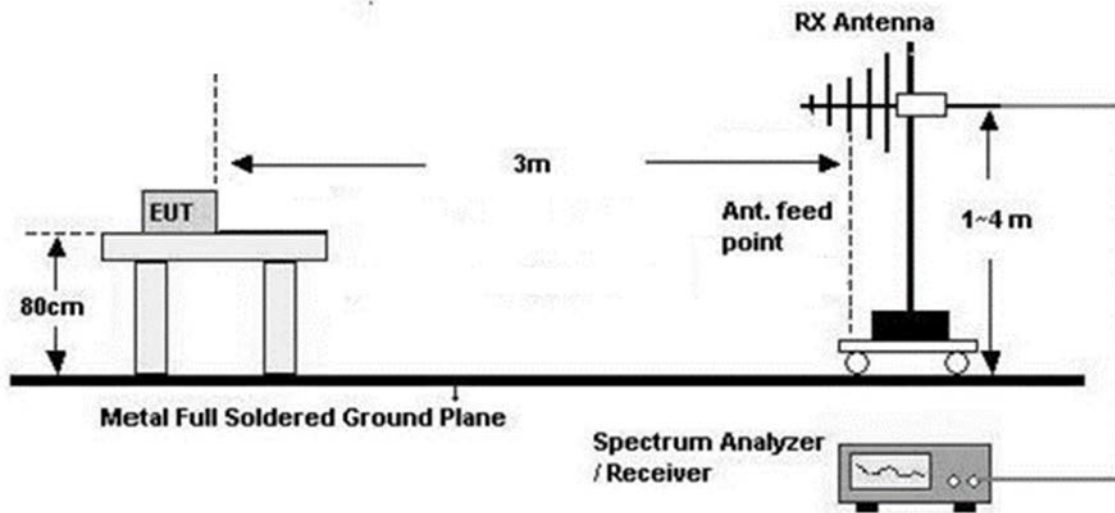 RX Antenna
3m
EUT
Ant. feed
point
1~4 m
80cm
Metal Full Soldered Ground Plane
Spectrum Analyzer
/ Receiver